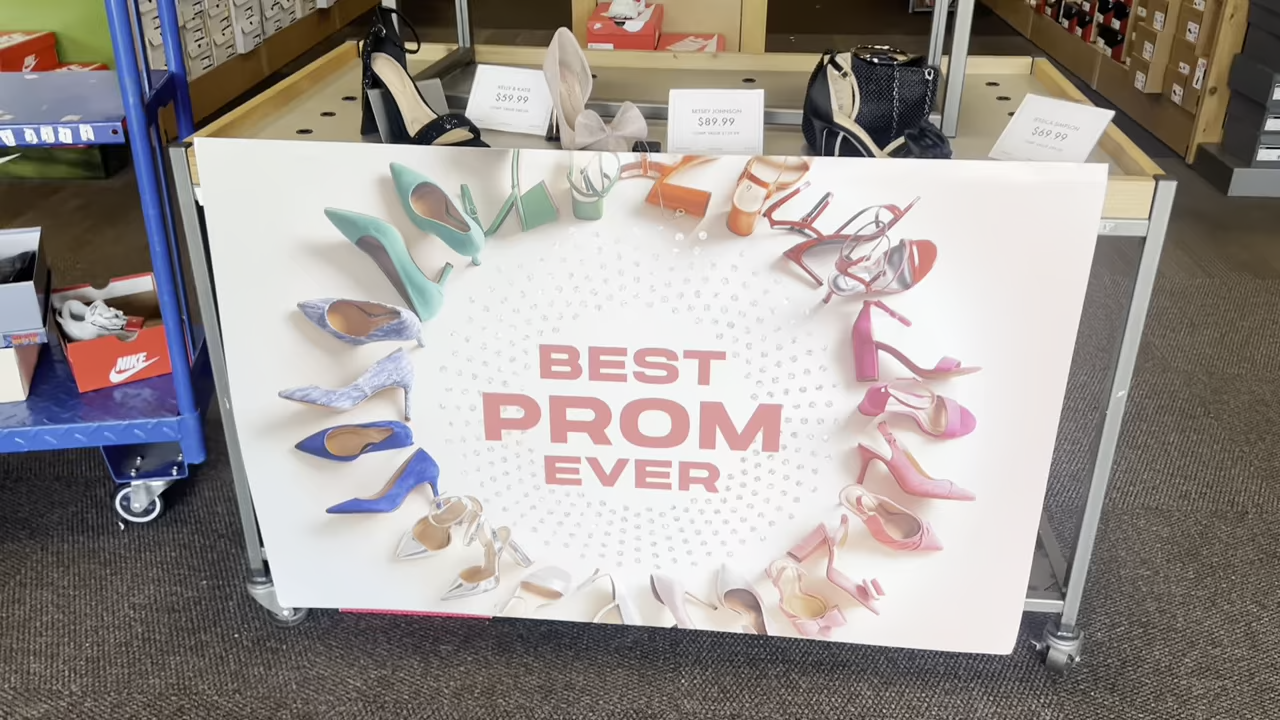 KELLY & KATIE
$59.99
BETSEY JOHNSON
$89.99
JESSICA SIMPSON
$69.99
BEST
PROM
EVER
NIKE